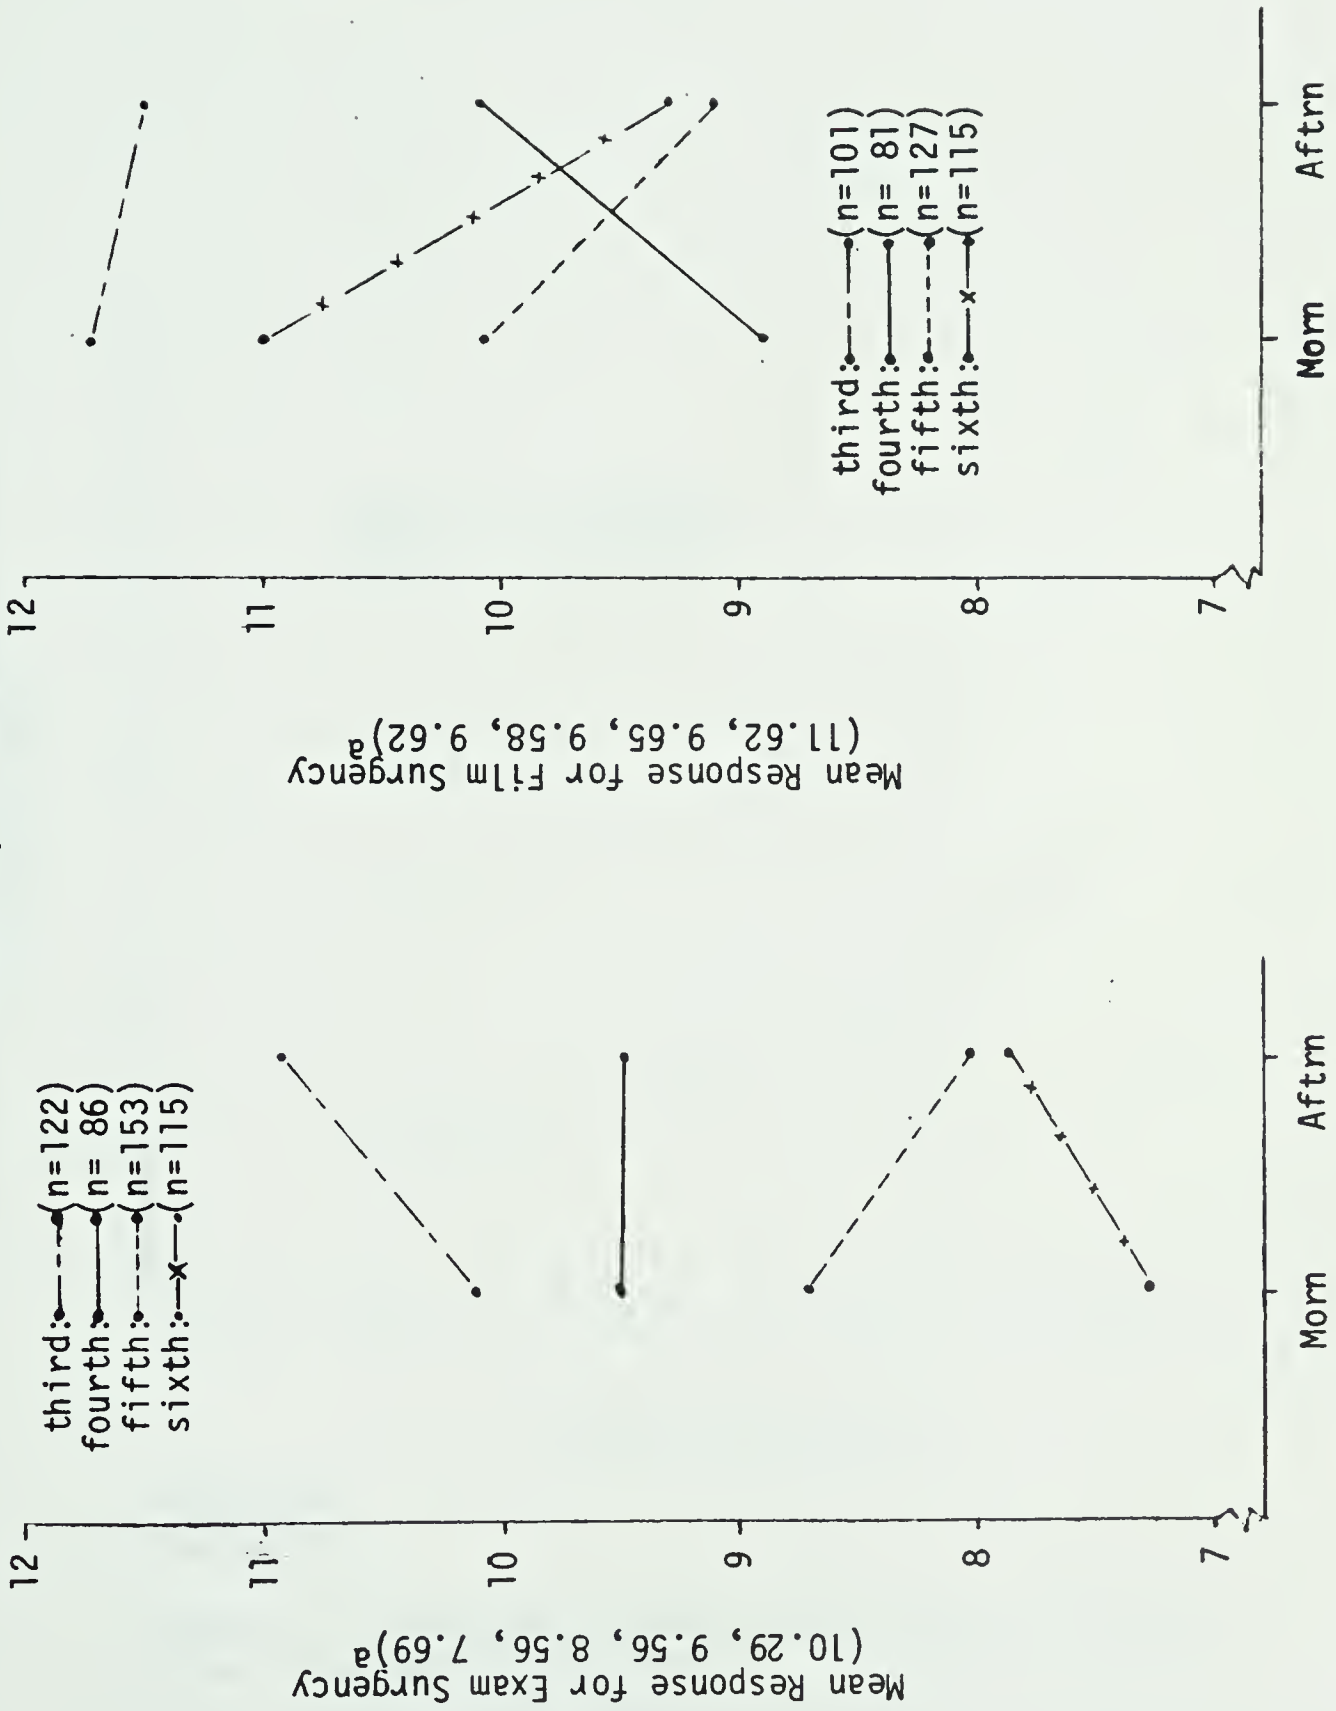 Mean Response for Exam Surgency
(10.29, 9.56, 8.56, 7.69)ª
12
11
10
9
8
7
third: (n=122)
fourth: (n= 86)
fifth: (n=153)
sixth: x (n=115)
Morn Aftrn
Mean Response for Film Surgency
(11.62, 9.65, 9.58, 9.62)ª
12
11
10
9
8
7
third: (n=101)
fourth: (n= 81)
fifth: (n=127)
sixth: x (n=115)
Morn Aftrn